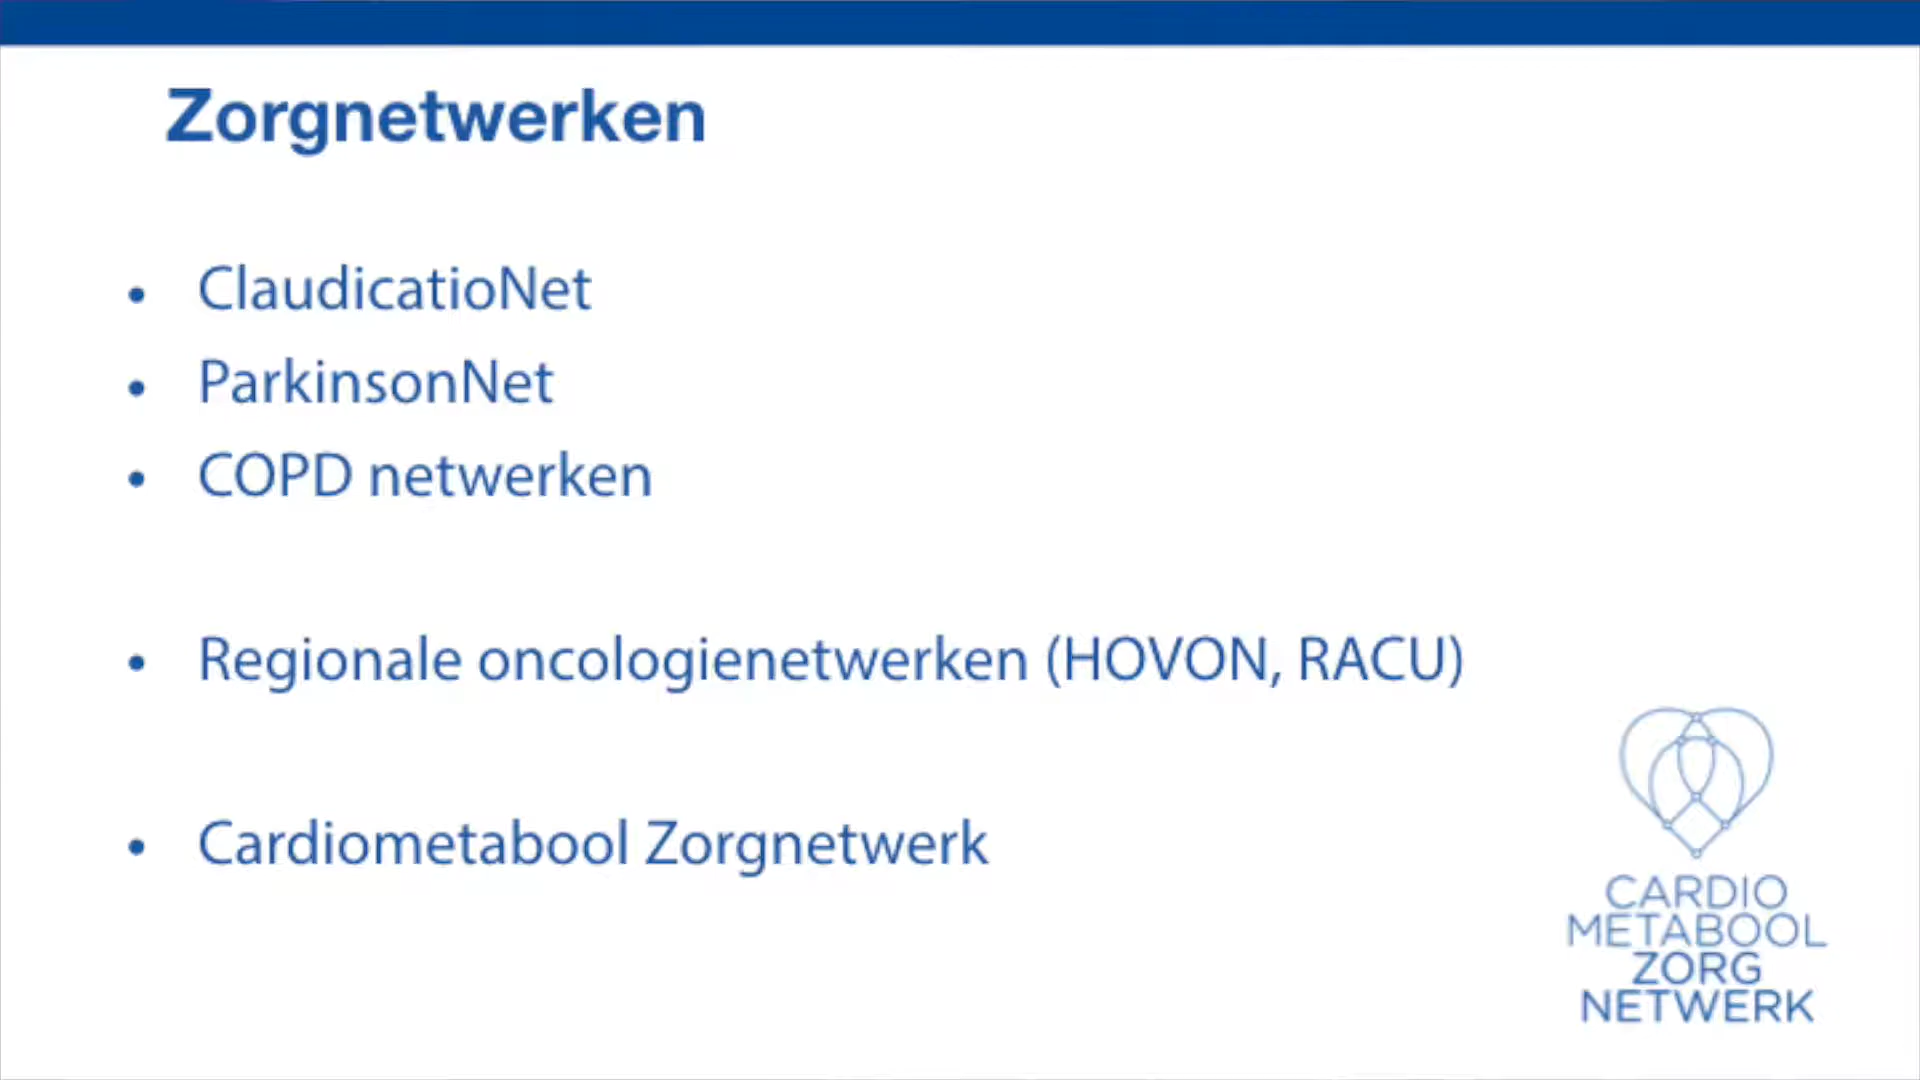 Zorgnetwerken
• ClaudicatioNet
• ParkinsonNet
• COPD netwerken
• Regionale oncologienetwerken (HOVON, RACU)
• Cardiometabool Zorgnetwerk
CARDIO
METABOOL
ZORG
NETWERK